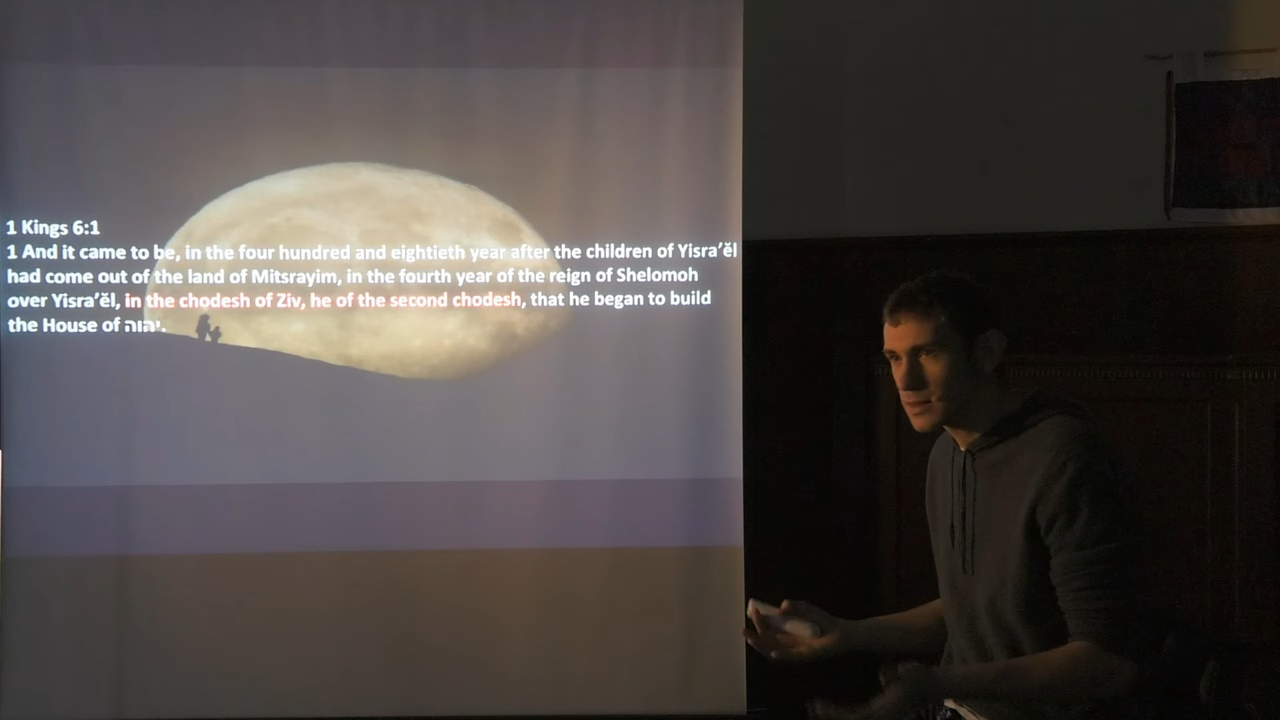 1 Kings 6:1
1 And it came to be, in the four hundred and eightieth year after the children of Yisra’ĕl
had come out of the land of Mitsrayim, in the fourth year of the reign of Shelomoh
over Yisra’ĕl, in the chodesh of Ziv, he of the second chodesh, that he began to build
the House of יהוה.